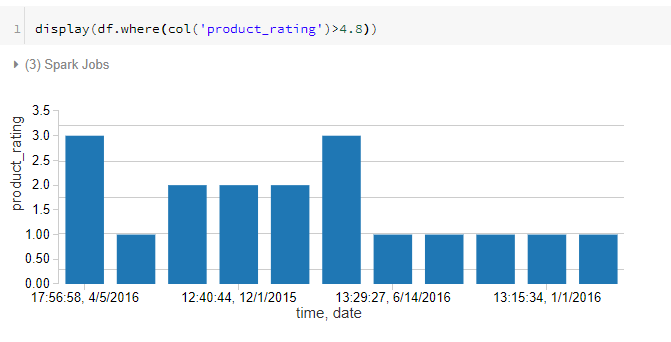 1 display(df.where(col('product_rating')>4.8))
(3) Spark Jobs
3.5
3.0
2.5
2.0
1.5
1.00
0.50
0.00
product_rating
17:56:58, 4/5/2016 12:40:44, 12/1/2015 13:29:27, 6/14/2016 13:15:34, 1/1/2016
time, date